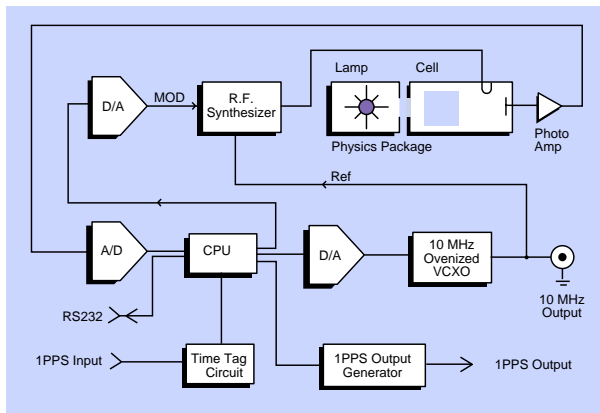 Lamp
Cell
D/A
MOD
R.F.
Synthesizer
Photo
Amp
Physics Package
Ref
A/D
CPU
D/A
10 MHz
Ovenized
VCXO
10 MHz
Output
RS232
1PPS Input
Time Tag
Circuit
1PPS Output
Generator
1PPS Output